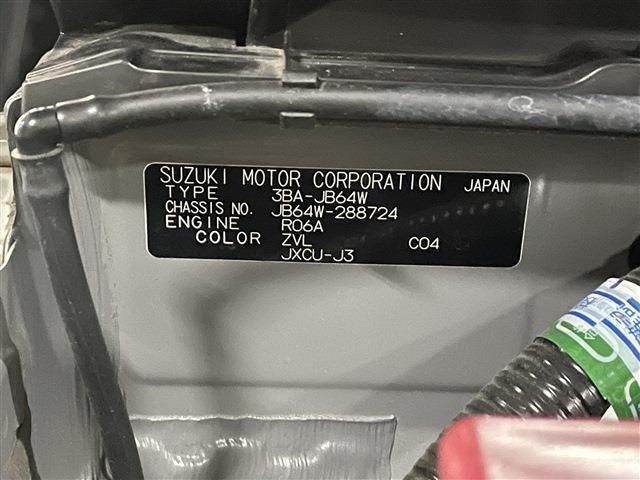 SUZUKI MOTOR CORPORATION JAPAN
TYPE 3BA-JB64W
CHASSIS NO. JB64W-288724
ENGINE R06A
COLOR ZVL C04
JXCU-J3